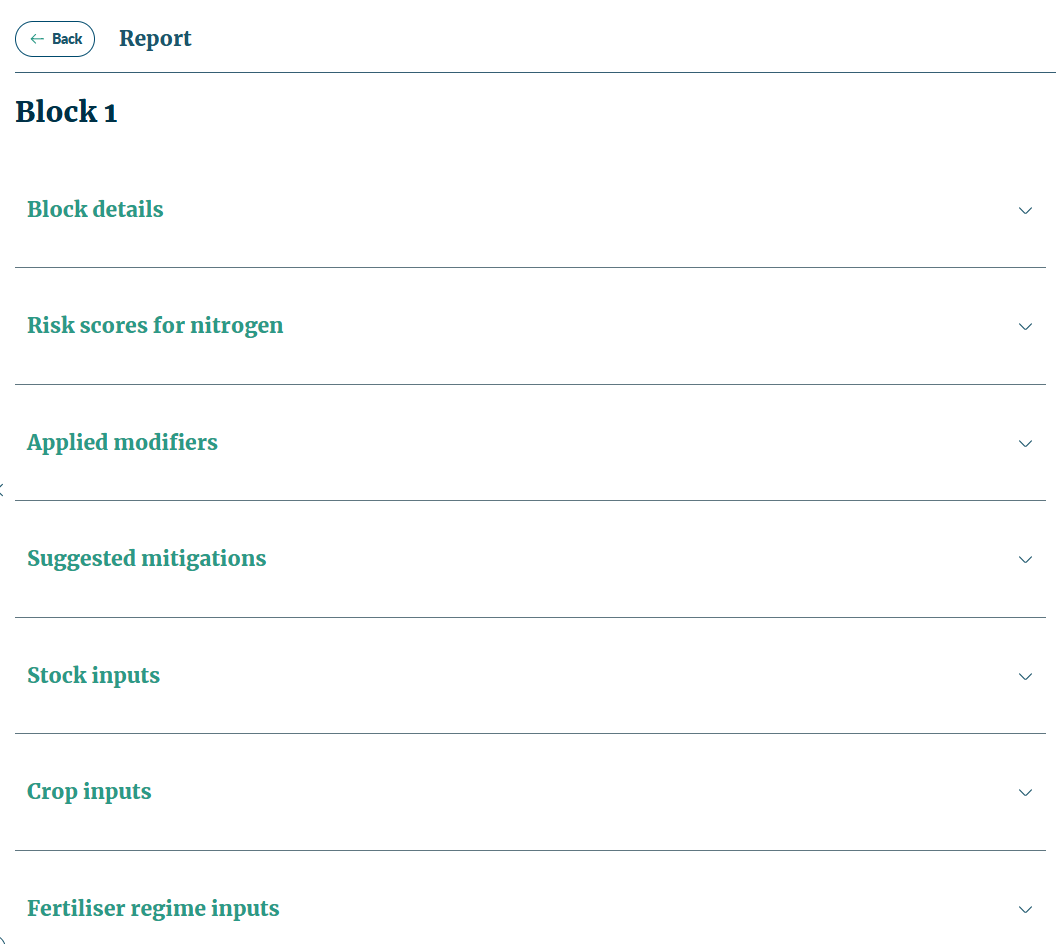 Back Report
Block 1
Block details
Risk scores for nitrogen
Applied modifiers
Suggested mitigations
Stock inputs
Crop inputs
Fertiliser regime inputs